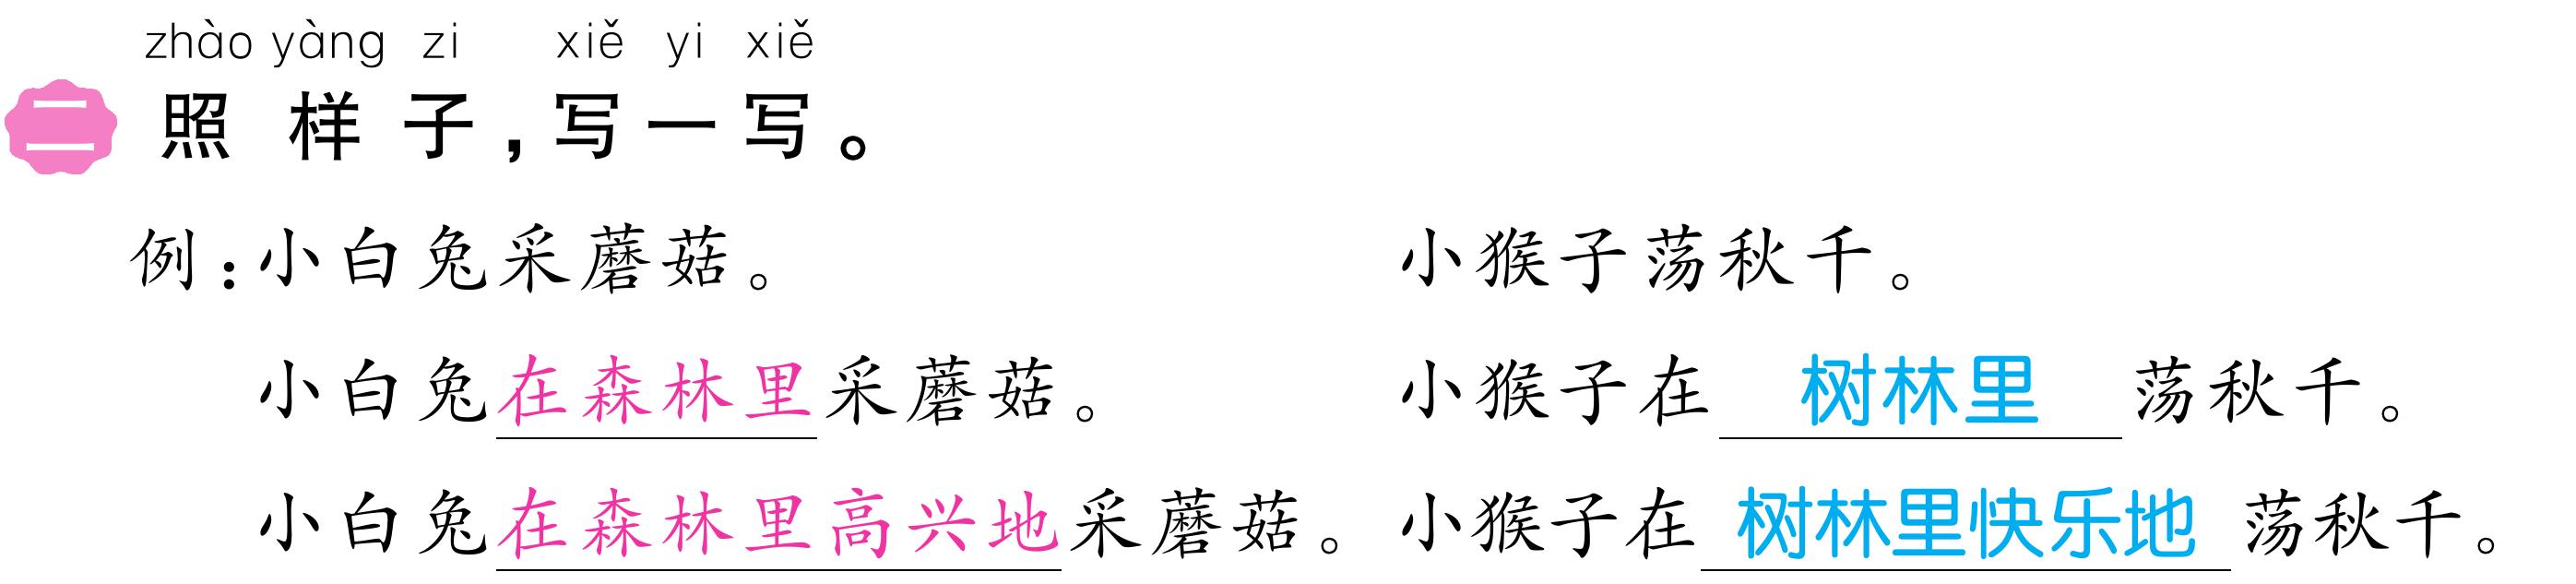 zhào yàng zi xiě yi xiě
二 照样子,写一写。
例:小白兔采蘑菇。
小白兔在森林里采蘑菇。
小白兔在森林里高兴地采蘑菇。
小猴子荡秋千。
小猴子在树林里荡秋千。
小猴子在树林里快乐地荡秋千。